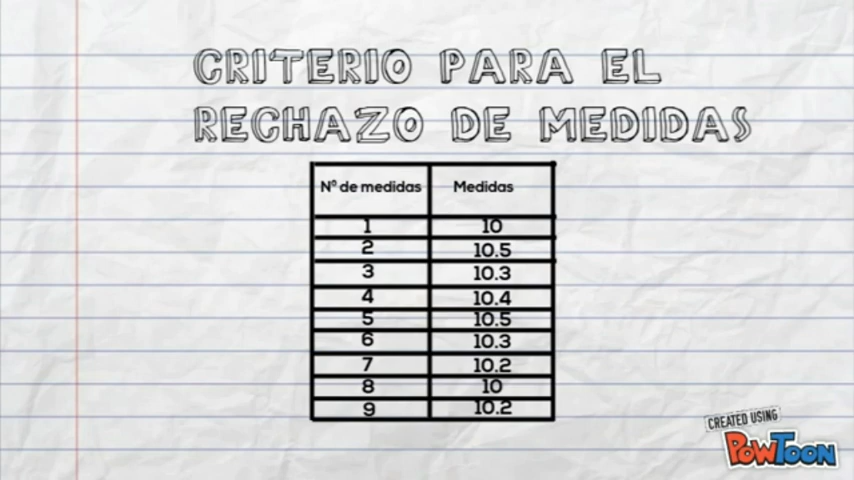 CRITERIO PARA EL
RECHAZO DE MEDIDAS
Nº de medidas Medidas
1 10
2 10.5
3 10.3
4 10.4
5 10.5
6 10.3
7 10.2
8 10
9 10.2
CREATED USING
POWTOON